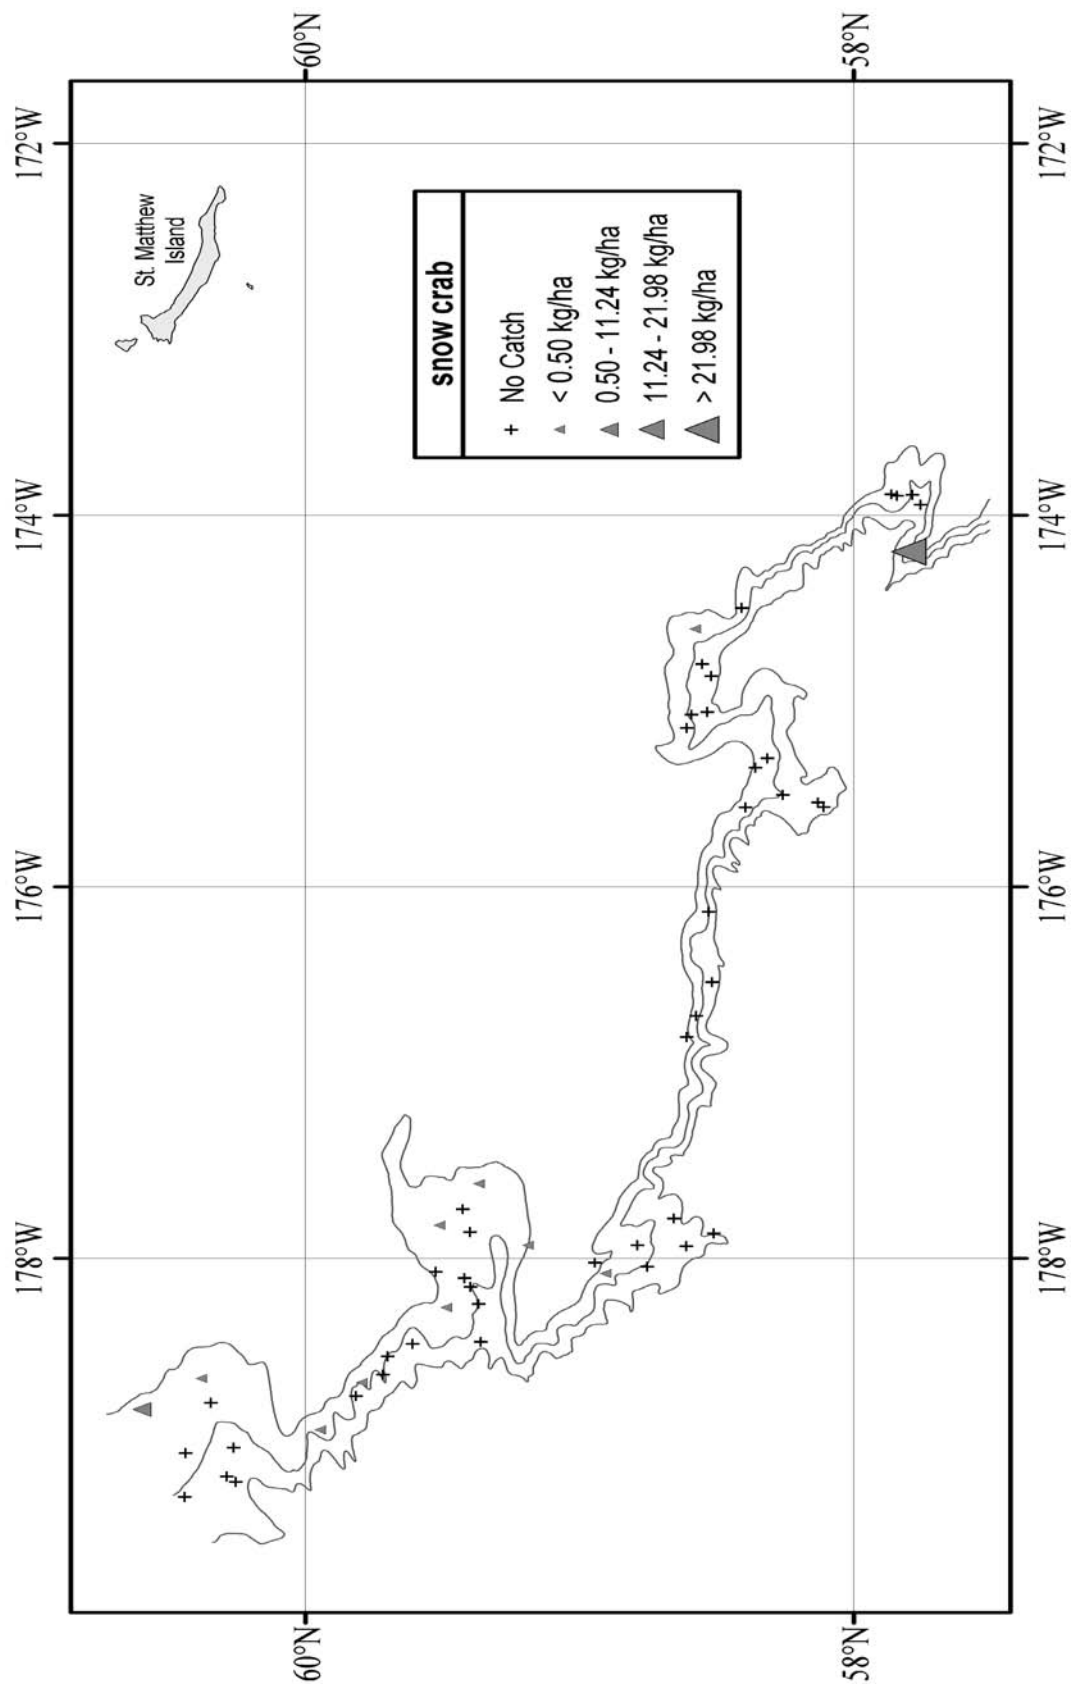 172°W
174°W
176°W
178°W
60°N
58°N
St. Matthew
Island
snow crab
No Catch
< 0.50 kg/ha
0.50 - 11.24 kg/ha
11.24 - 21.98 kg/ha
> 21.98 kg/ha
60°N
58°N
172°W
174°W
176°W
178°W